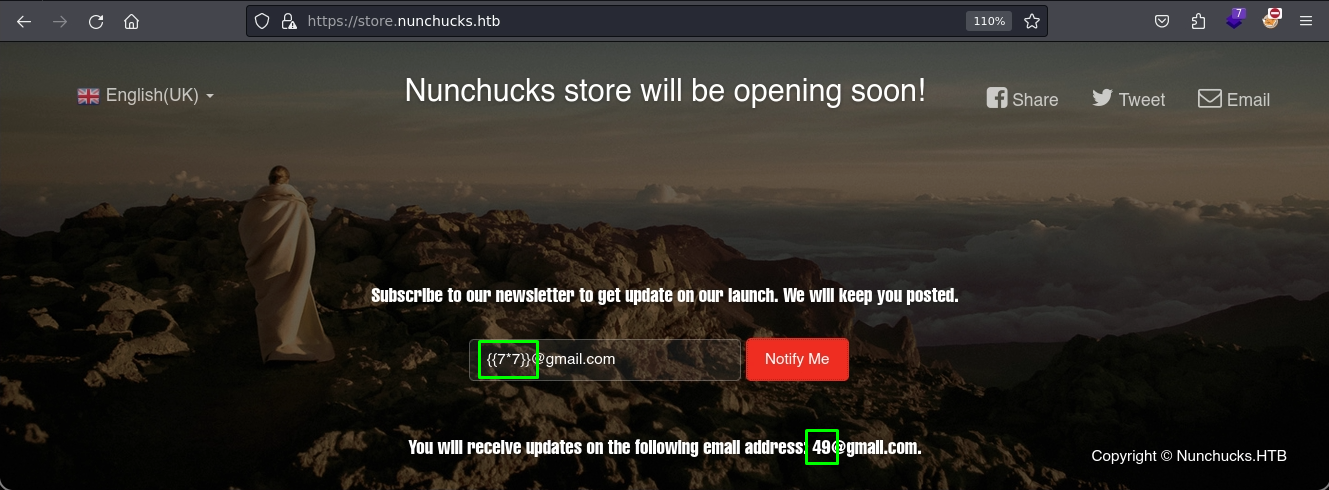 https://store.nunchucks.htb
110%
7
English(UK)
Nunchucks store will be opening soon!
Share
Tweet
Email
Subscribe to our newsletter to get update on our launch. We will keep you posted.
{{7*7}}@gmail.com
Notify Me
You will receive updates on the following email address: 49@gmail.com.
Copyright © Nunchucks.HTB